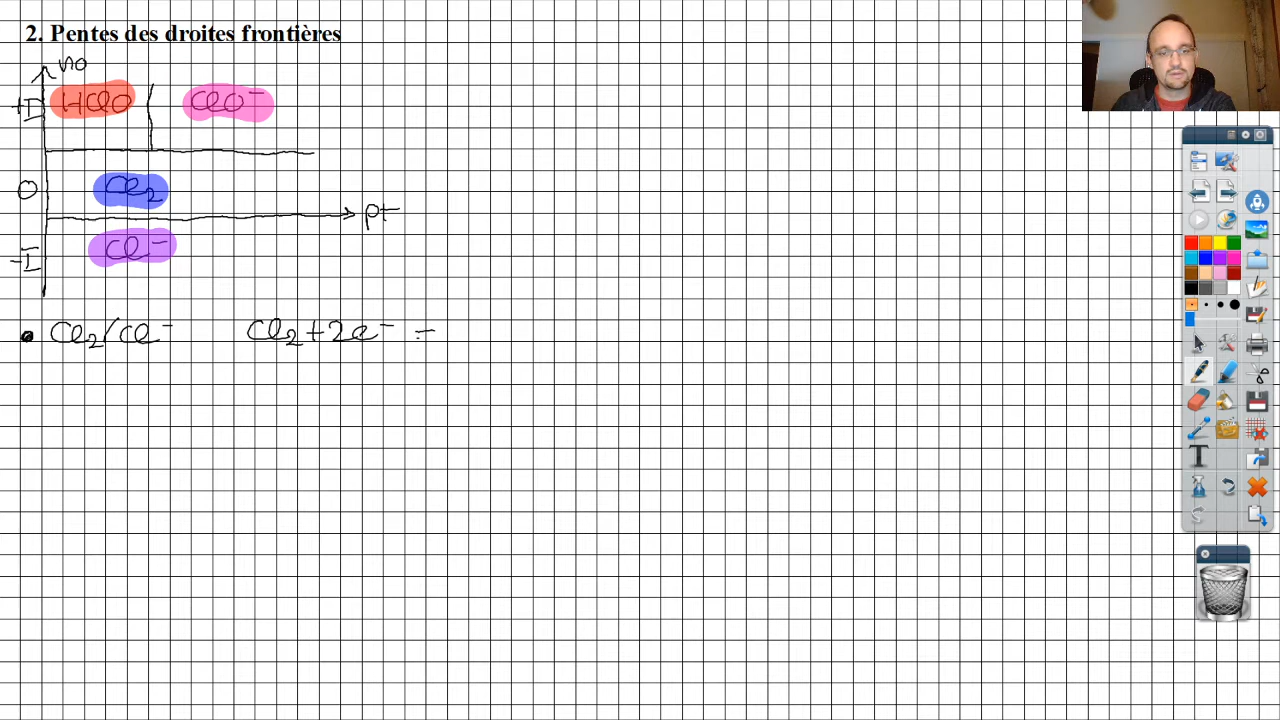 2. Pentes des droites frontières
no
+I HClO ClO⁻
0 Cl₂
pH
-I Cl⁻
• Cl₂/Cl⁻ Cl₂+2e⁻ =
T